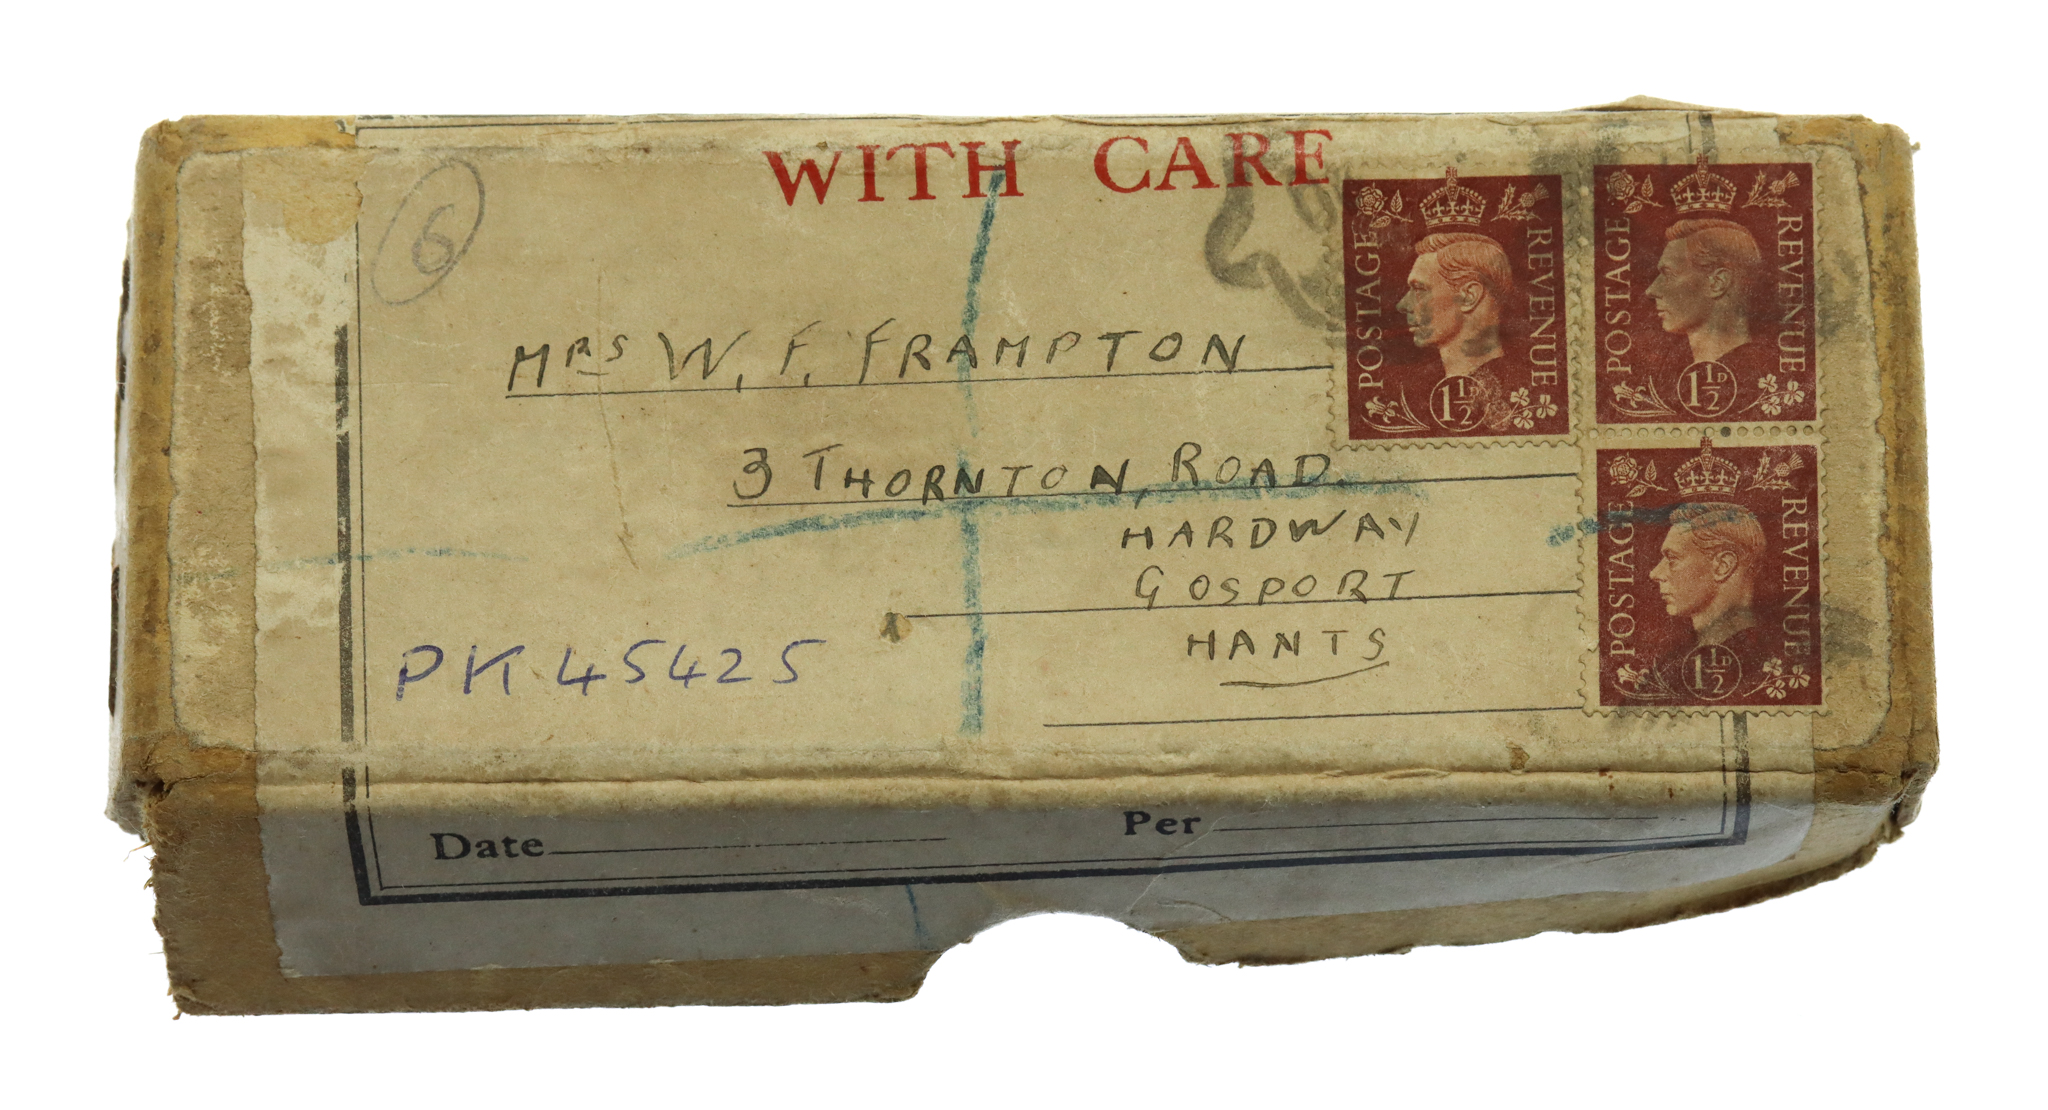 WITH CARE
6
MRS W. F. FRAMPTON
3 THORNTON, ROAD.
HARDWAY
GOSPORT
HANTS
PK 45425
POSTAGE REVENUE
1½D
POSTAGE REVENUE
1½D
POSTAGE REVENUE
1½D
Date
Per